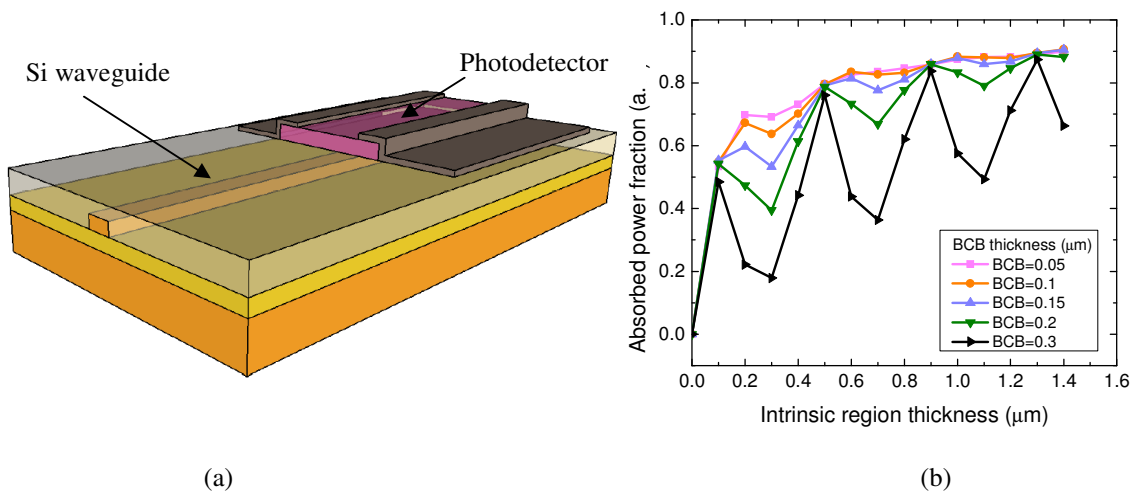 Si waveguide
Photodetector
(a)
(b)
Absorbed power fraction (a.
1.0
0.8
0.6
0.4
0.2
0.0
0.0 0.2 0.4 0.6 0.8 1.0 1.2 1.4 1.6
Intrinsic region thickness (μm)
BCB thickness (μm)
BCB=0.05
BCB=0.1
BCB=0.15
BCB=0.2
BCB=0.3